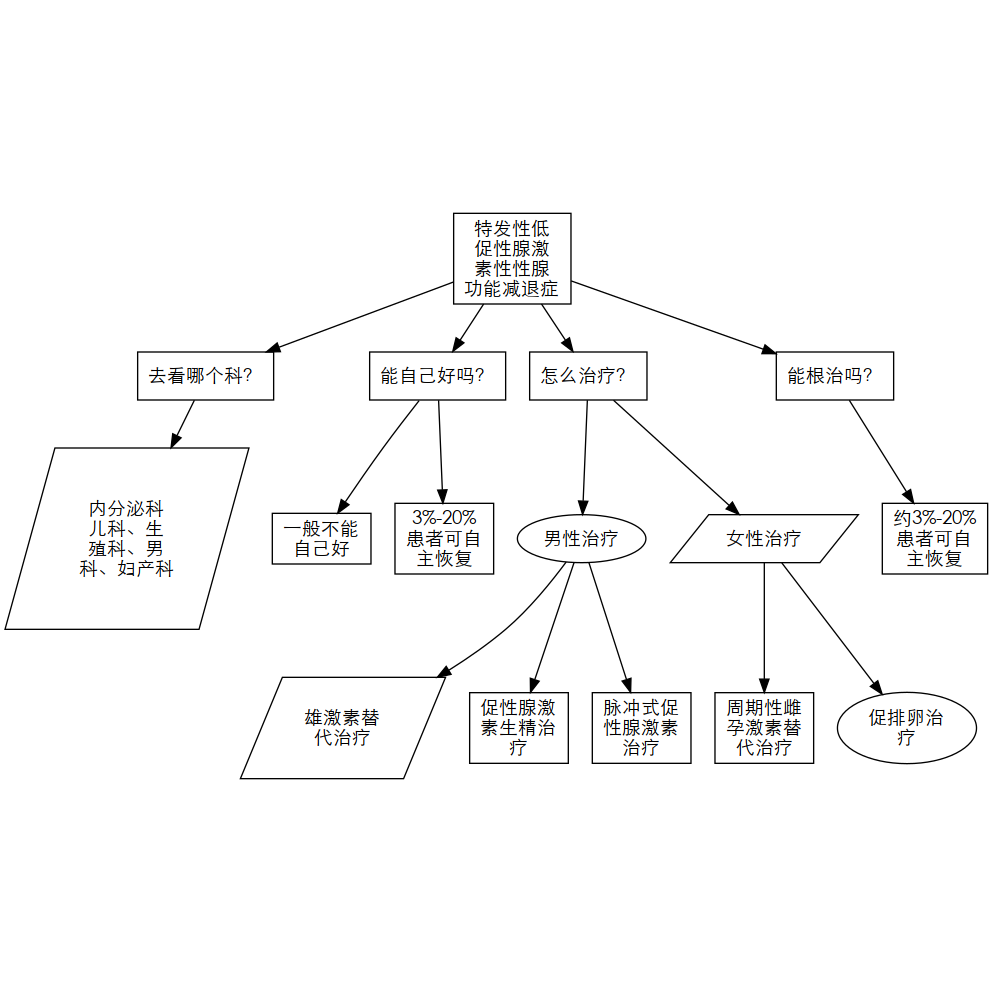 特发性低
促性腺激
素性性腺
功能减退症
去看哪个科？
能自己好吗？
怎么治疗？
能根治吗？
内分泌科
儿科、生
殖科、男
科、妇产科
一般不能
自己好
3%-20%
患者可自
主恢复
男性治疗
女性治疗
约3%-20%
患者可自
主恢复
雄激素替
代治疗
促性腺激
素生精治
疗
脉冲式促
性腺激素
治疗
周期性雌
孕激素替
代治疗
促排卵治
疗